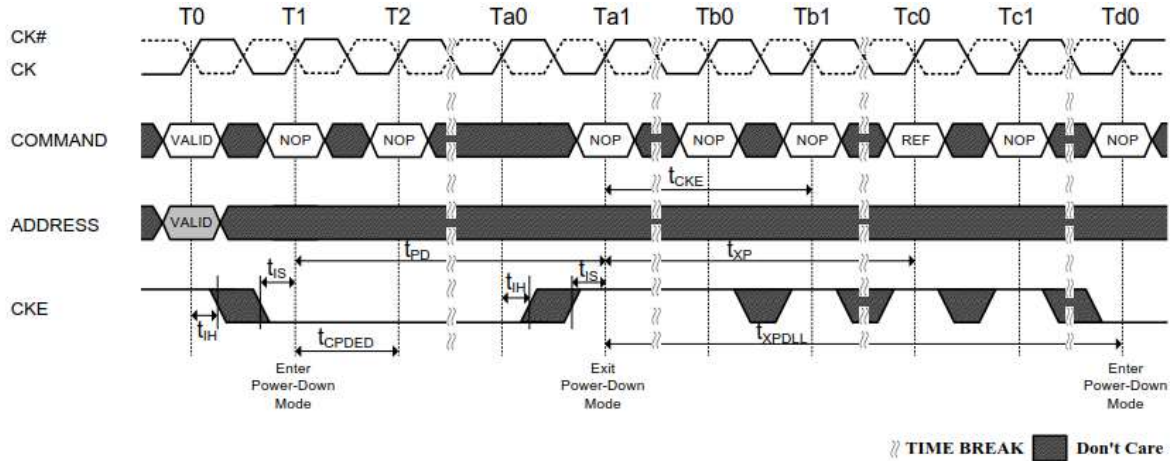 T0 T1 T2 Ta0 Ta1 Tb0 Tb1 Tc0 Tc1 Td0
CK#
CK
COMMAND VALID NOP NOP NOP NOP NOP REF NOP NOP
tCKE
ADDRESS VALID
tPD tXP
tIS tIH tIS
CKE
tIH tCPDED tXPDLL
Enter Power-Down Mode
Exit Power-Down Mode
Enter Power-Down Mode
TIME BREAK Don't Care